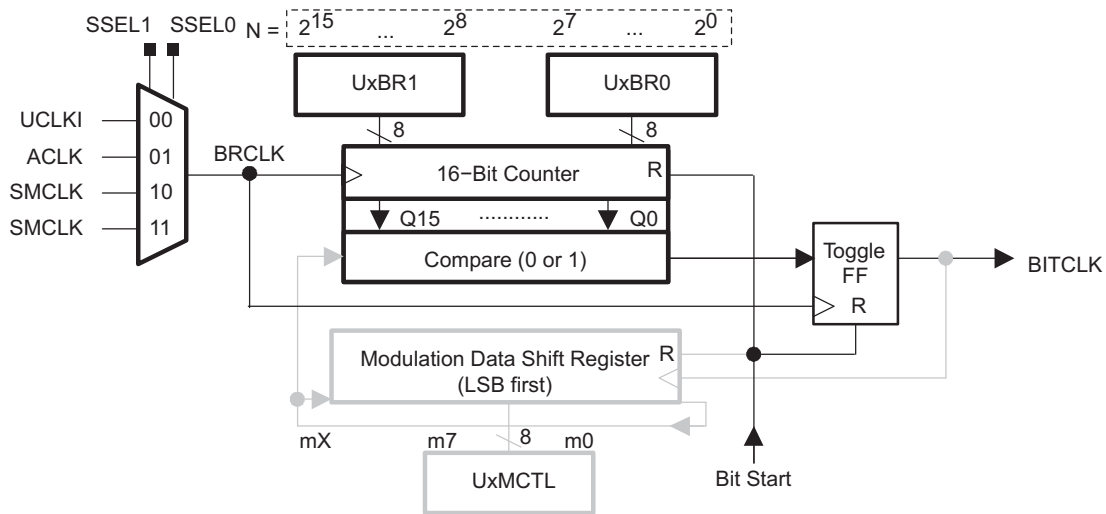 SSEL1 SSEL0 N = 2^15 ... 2^8 2^7 ... 2^0
UxBR1 UxBR0
8 8
UCLKI 00
ACLK 01
SMCLK 10
SMCLK 11
BRCLK
16−Bit Counter R
Q15 ............ Q0
Compare (0 or 1)
Toggle
FF
R
BITCLK
Modulation Data Shift Register R
(LSB first)
mX m7 8 m0
UxMCTL
Bit Start